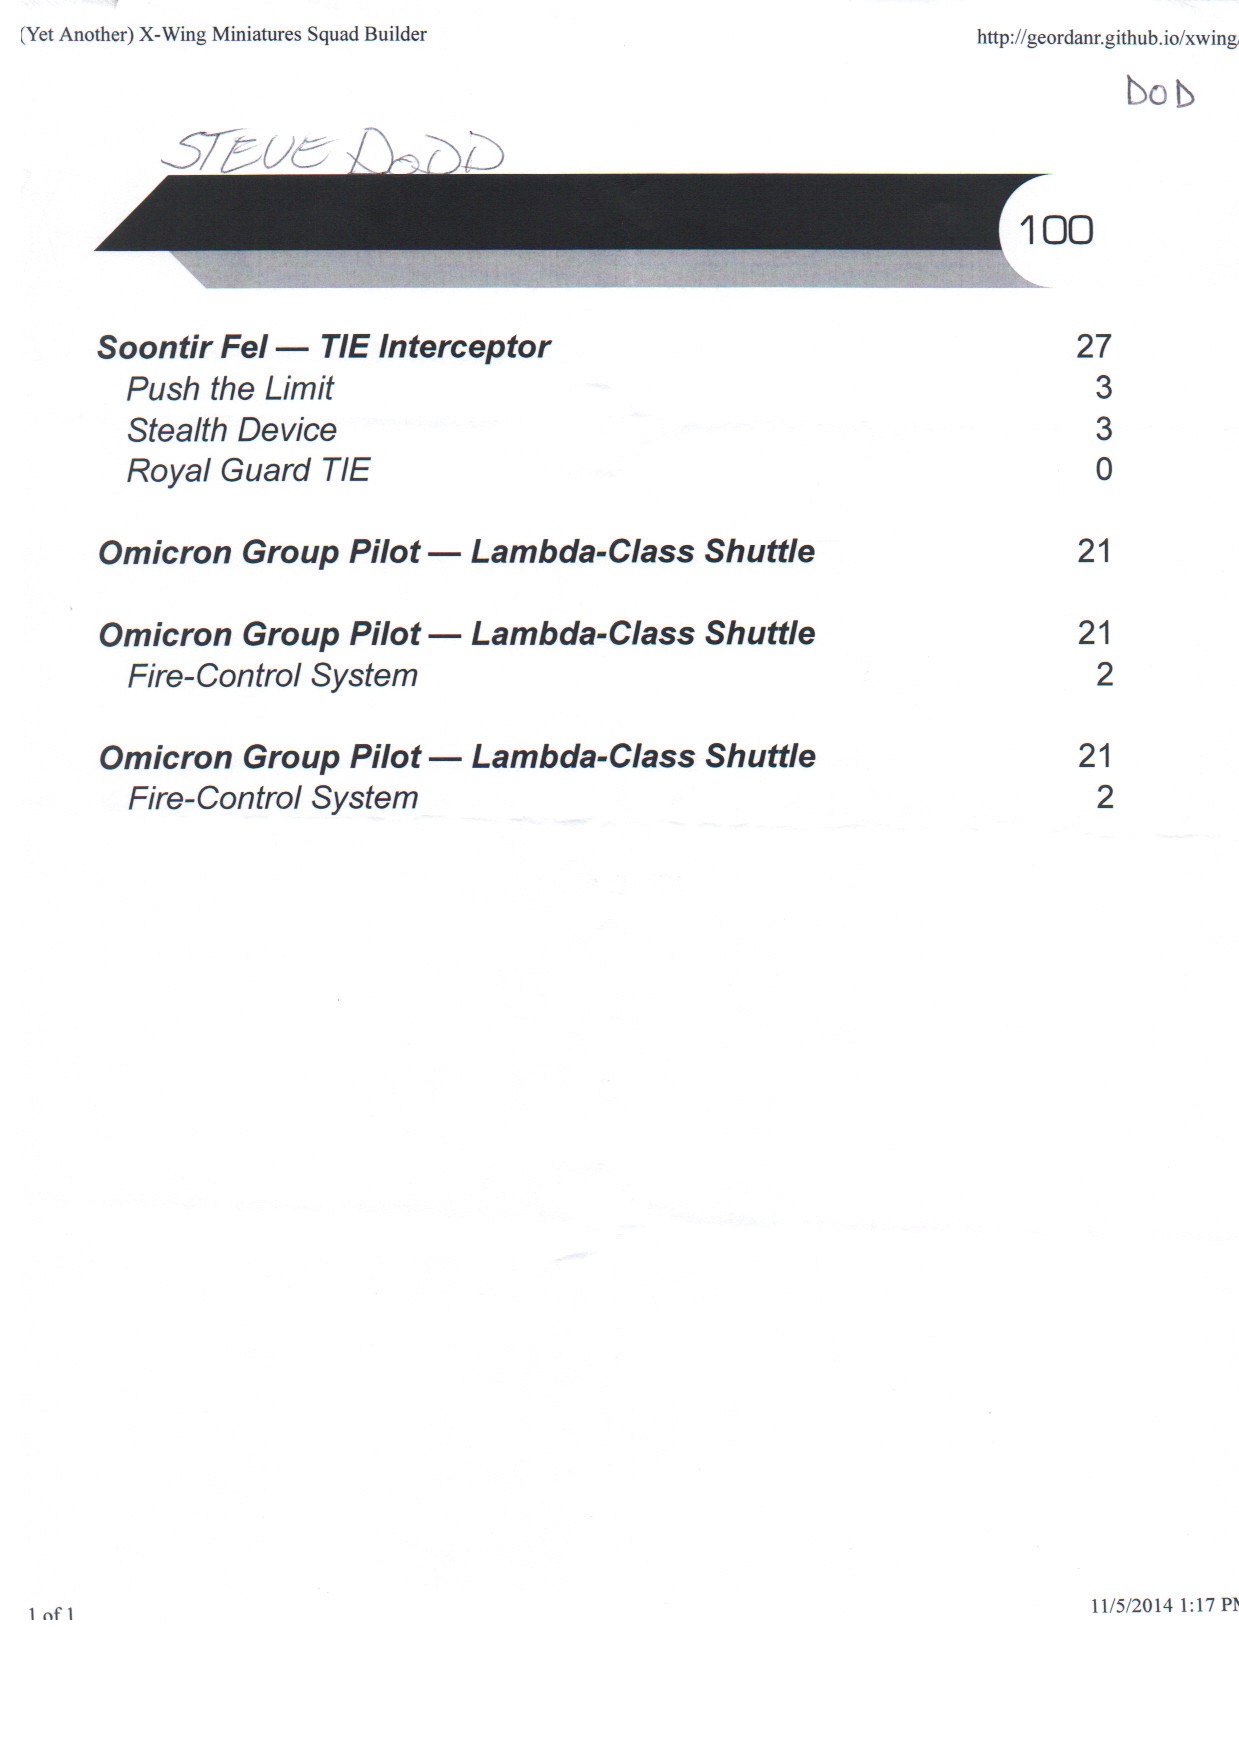 (Yet Another) X-Wing Miniatures Squad Builder http://geordanr.github.io/xwing/
DOD
STEVE DODD
100
Soontir Fel — TIE Interceptor 27
Push the Limit 3
Stealth Device 3
Royal Guard TIE 0
Omicron Group Pilot — Lambda-Class Shuttle 21
Omicron Group Pilot — Lambda-Class Shuttle 21
Fire-Control System 2
Omicron Group Pilot — Lambda-Class Shuttle 21
Fire-Control System 2
1 of 1 11/5/2014 1:17 PM